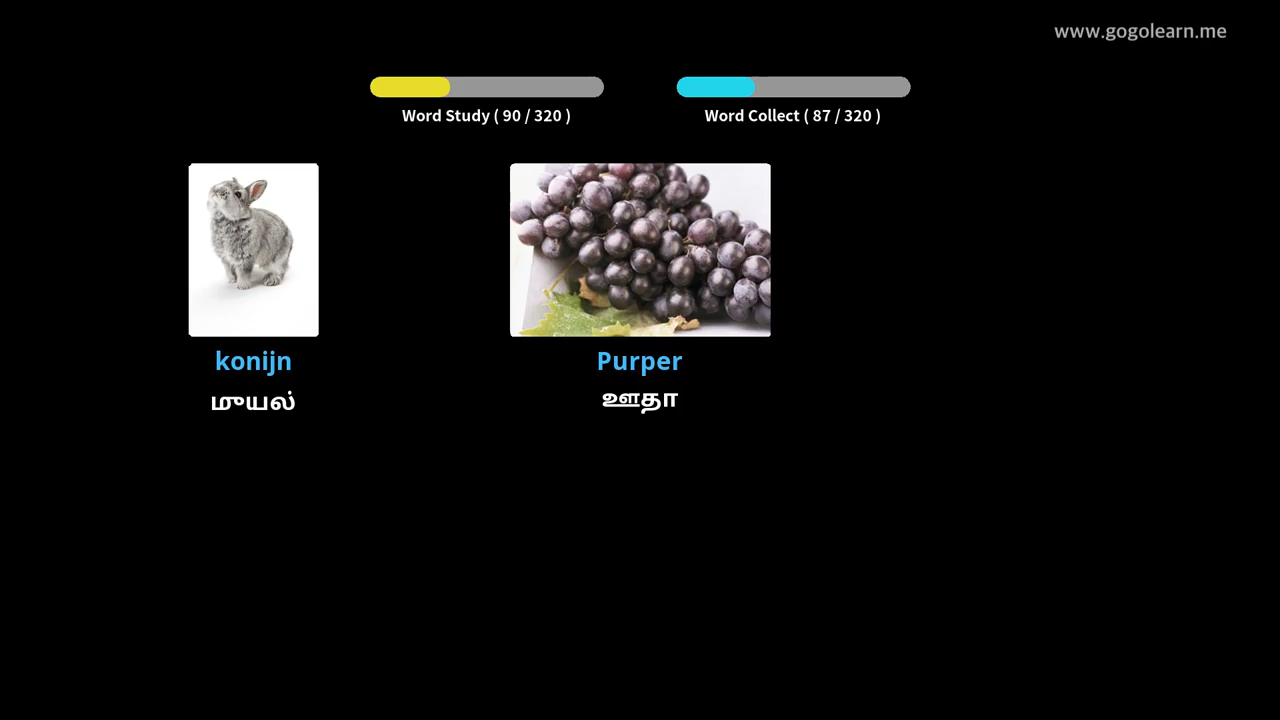 www.gogolearn.me
Word Study ( 90 / 320 )
Word Collect ( 87 / 320 )
konijn
முயல்
Purper
ஊதா